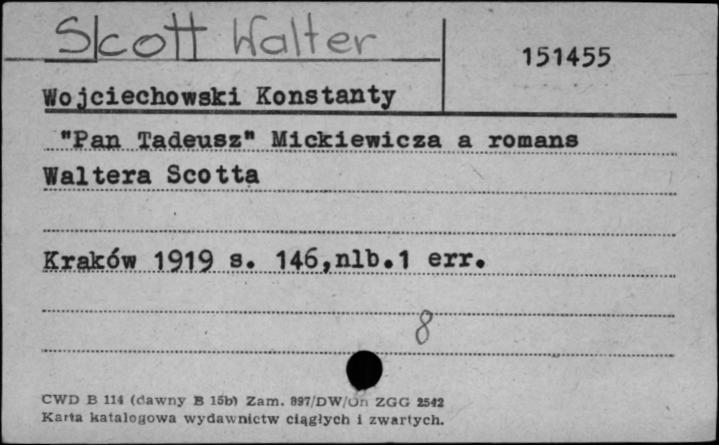 Scott Walter
151455
Wojciechowski Konstanty
"Pan Tadeusz" Mickiewicza a romans
Waltera Scotta
Kraków 1919 s. 146,nlb.1 err.
8
CWD B 114 (dawny B 15b) Zam. 897/DW/On ZGG 2542
Karta katalogowa wydawnictw ciągłych i zwartych.